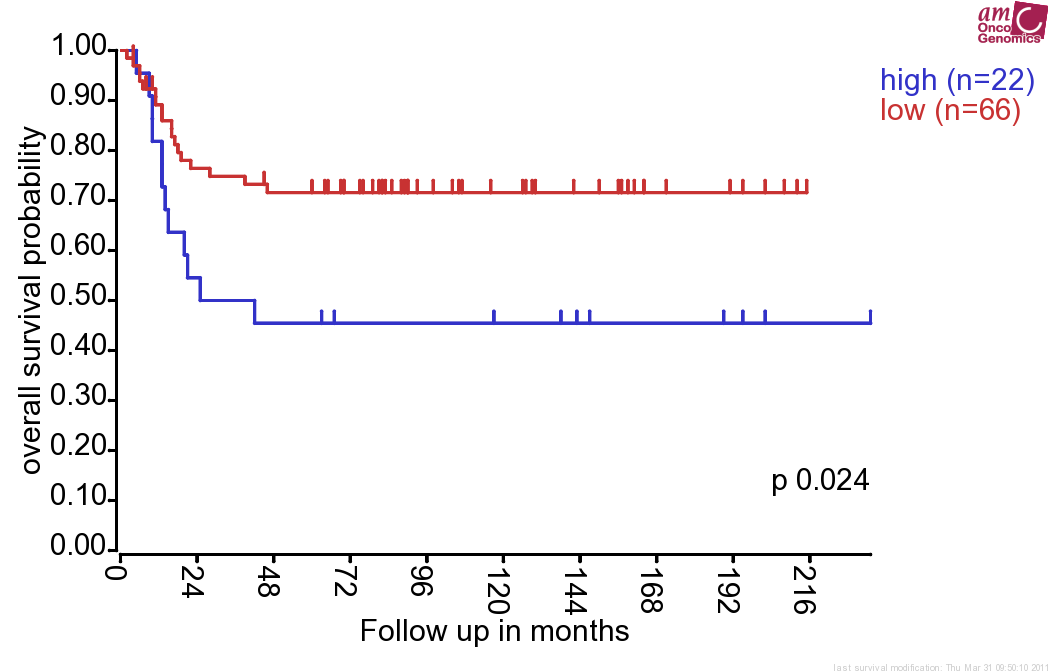 am
Onco
Genomics
high (n=22)
low (n=66)
overall survival probability
1.00
0.90
0.80
0.70
0.60
0.50
0.40
0.30
0.20
0.10
0.00
p 0.024
0
24
48
72
96
120
144
168
192
216
Follow up in months
last survival modification: Thu Mar 31 09:50:10 2011